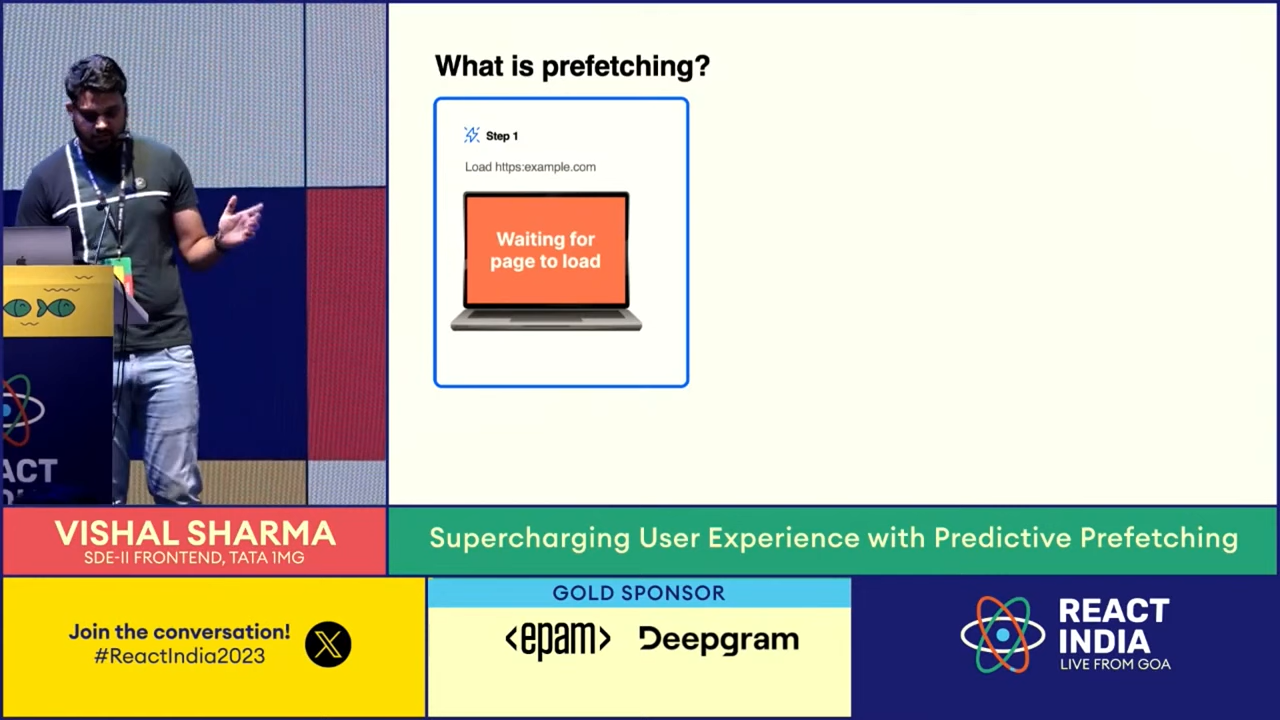 What is prefetching?
Step 1
Load https:example.com
Waiting for
page to load
ACT
VISHAL SHARMA
SDE-II FRONTEND, TATA 1MG
Supercharging User Experience with Predictive Prefetching
Join the conversation!
#ReactIndia2023
GOLD SPONSOR
<epam>
Deepgram
REACT
INDIA
LIVE FROM GOA